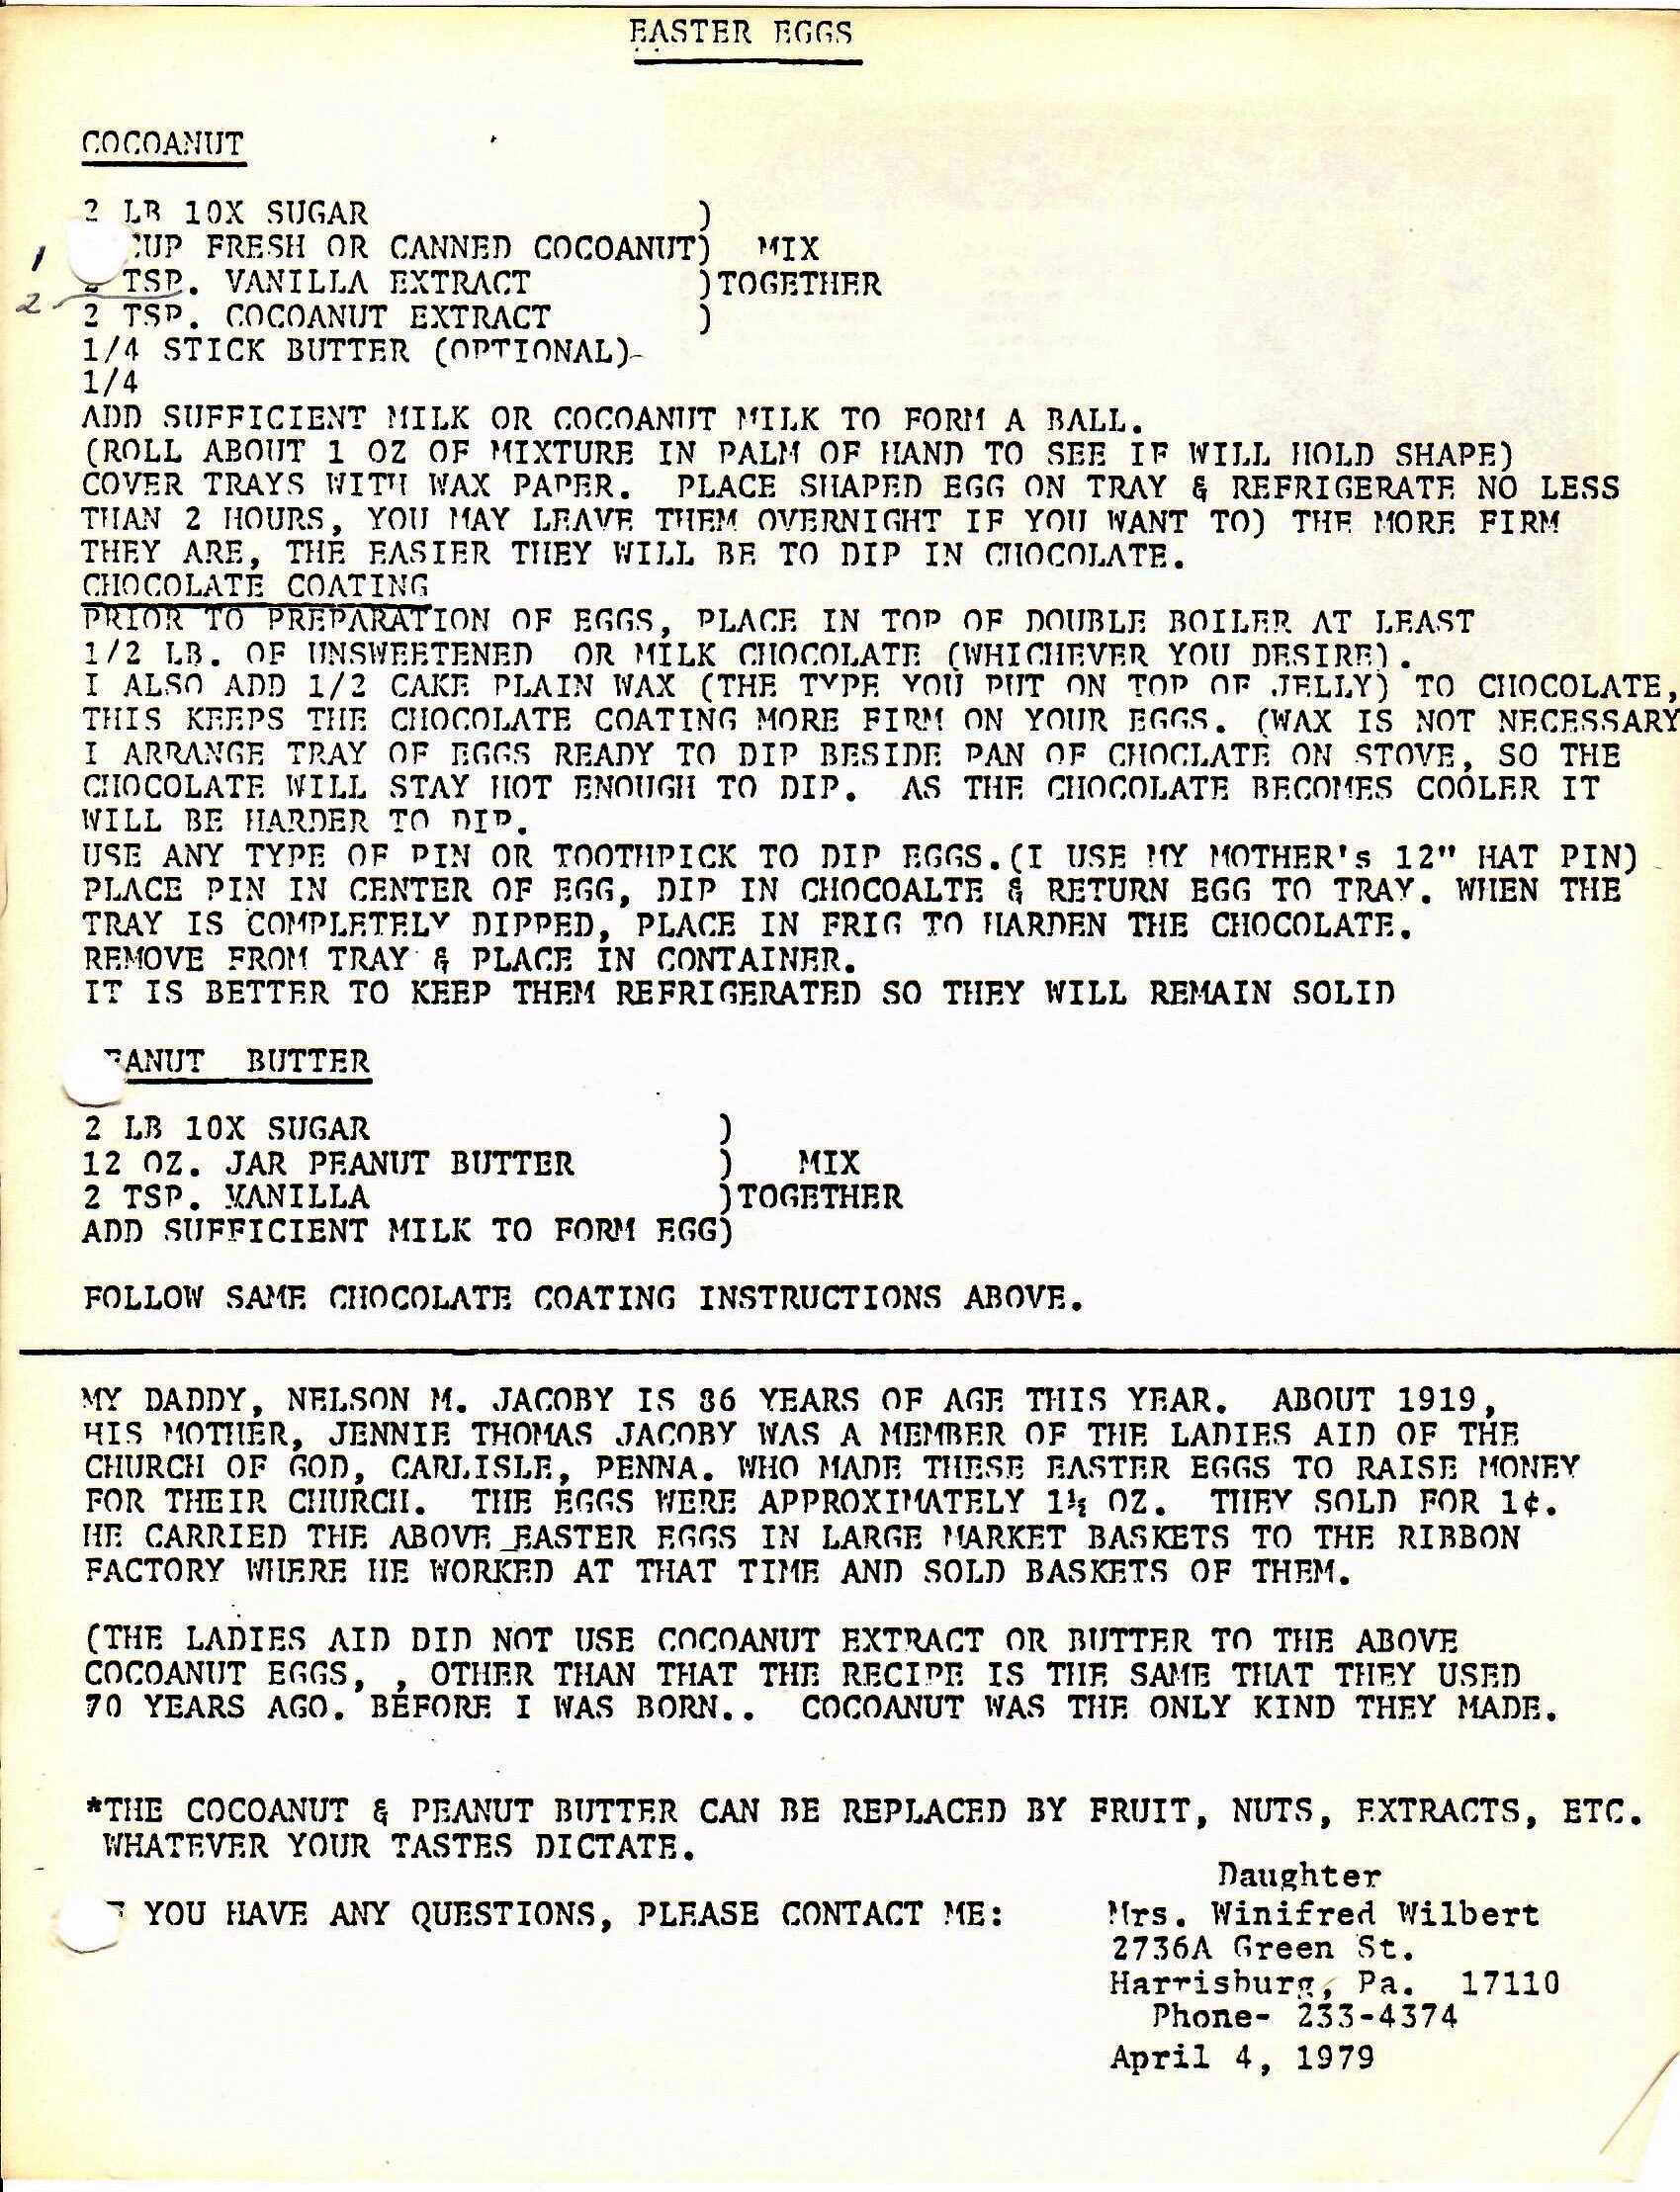 EASTER EGGS
COCOANUT
2 LB 10X SUGAR )
1 CUP FRESH OR CANNED COCOANUT) MIX
2 TSP. VANILLA EXTRACT )TOGETHER
2 TSP. COCOANUT EXTRACT )
1/4 STICK BUTTER (OPTIONAL)-
1/4
ADD SUFFICIENT MILK OR COCOANUT MILK TO FORM A BALL.
(ROLL ABOUT 1 OZ OF MIXTURE IN PALM OF HAND TO SEE IF WILL HOLD SHAPE)
COVER TRAYS WITH WAX PAPER. PLACE SHAPED EGG ON TRAY & REFRIGERATE NO LESS
THAN 2 HOURS, YOU MAY LEAVE THEM OVERNIGHT IF YOU WANT TO) THE MORE FIRM
THEY ARE, THE EASIER THEY WILL BE TO DIP IN CHOCOLATE.
CHOCOLATE COATING
PRIOR TO PREPARATION OF EGGS, PLACE IN TOP OF DOUBLE BOILER AT LEAST
1/2 LB. OF UNSWEETENED OR MILK CHOCOLATE (WHICHEVER YOU DESIRE).
I ALSO ADD 1/2 CAKE PLAIN WAX (THE TYPE YOU PUT ON TOP OF JELLY) TO CHOCOLATE,
THIS KEEPS THE CHOCOLATE COATING MORE FIRM ON YOUR EGGS. (WAX IS NOT NECESSARY
I ARRANGE TRAY OF EGGS READY TO DIP BESIDE PAN OF CHOCLATE ON STOVE, SO THE
CHOCOLATE WILL STAY HOT ENOUGH TO DIP. AS THE CHOCOLATE BECOMES COOLER IT
WILL BE HARDER TO DIP.
USE ANY TYPE OF PIN OR TOOTHPICK TO DIP EGGS.(I USE MY MOTHER's 12" HAT PIN)
PLACE PIN IN CENTER OF EGG, DIP IN CHOCOALTE & RETURN EGG TO TRAY. WHEN THE
TRAY IS COMPLETELY DIPPED, PLACE IN FRIG TO HARDEN THE CHOCOLATE.
REMOVE FROM TRAY & PLACE IN CONTAINER.
IT IS BETTER TO KEEP THEM REFRIGERATED SO THEY WILL REMAIN SOLID
PEANUT BUTTER
2 LB 10X SUGAR )
12 OZ. JAR PEANUT BUTTER ) MIX
2 TSP. VANILLA )TOGETHER
ADD SUFFICIENT MILK TO FORM EGG)
FOLLOW SAME CHOCOLATE COATING INSTRUCTIONS ABOVE.
MY DADDY, NELSON M. JACOBY IS 86 YEARS OF AGE THIS YEAR. ABOUT 1919,
HIS MOTHER, JENNIE THOMAS JACOBY WAS A MEMBER OF THE LADIES AID OF THE
CHURCH OF GOD, CARLISLE, PENNA. WHO MADE THESE EASTER EGGS TO RAISE MONEY
FOR THEIR CHURCH. THE EGGS WERE APPROXIMATELY 1½ OZ. THEY SOLD FOR 1¢.
HE CARRIED THE ABOVE EASTER EGGS IN LARGE MARKET BASKETS TO THE RIBBON
FACTORY WHERE HE WORKED AT THAT TIME AND SOLD BASKETS OF THEM.
(THE LADIES AID DID NOT USE COCOANUT EXTRACT OR BUTTER TO THE ABOVE
COCOANUT EGGS, , OTHER THAN THAT THE RECIPE IS THE SAME THAT THEY USED
70 YEARS AGO. BEFORE I WAS BORN.. COCOANUT WAS THE ONLY KIND THEY MADE.
*THE COCOANUT & PEANUT BUTTER CAN BE REPLACED BY FRUIT, NUTS, EXTRACTS, ETC.
WHATEVER YOUR TASTES DICTATE.
IF YOU HAVE ANY QUESTIONS, PLEASE CONTACT ME:
Daughter
Mrs. Winifred Wilbert
2736A Green St.
Harrisburg, Pa. 17110
Phone- 233-4374
April 4, 1979